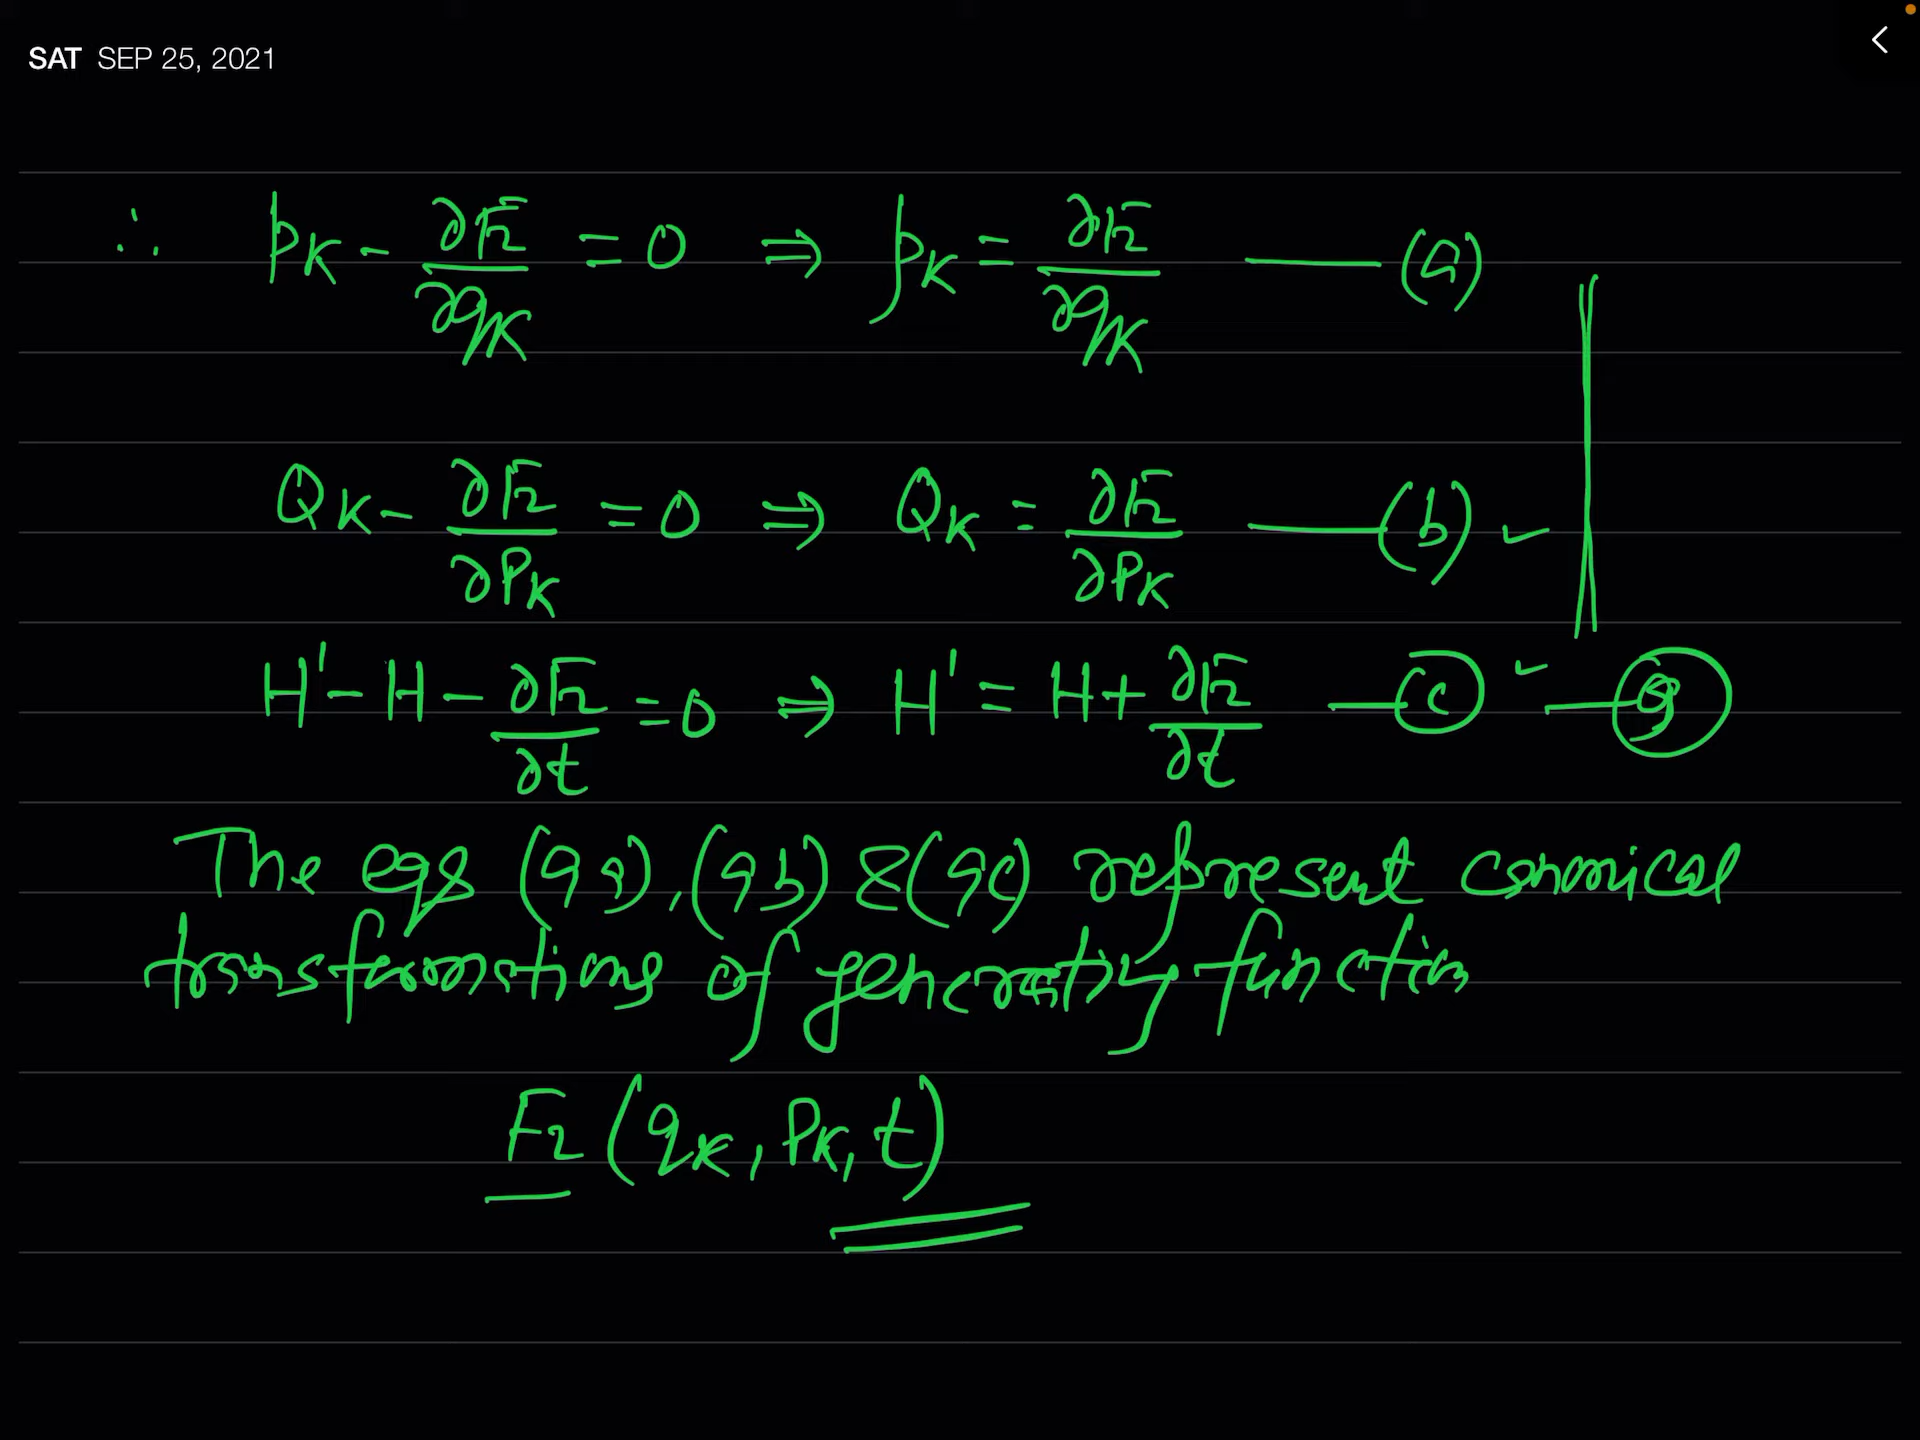 SAT SEP 25, 2021
∴ pK - ∂F2/∂qK = 0 ⇒ pK = ∂F2/∂qK —— (a)
QK - ∂F2/∂PK = 0 ⇒ QK = ∂F2/∂PK —— (b) ✓
H' - H - ∂F2/∂t = 0 ⇒ H' = H + ∂F2/∂t — (c) ✓ — (9)
The eqs (9a), (9b) & (9c) represent canonical
transformations of generating function
F2 (qK, PK, t)